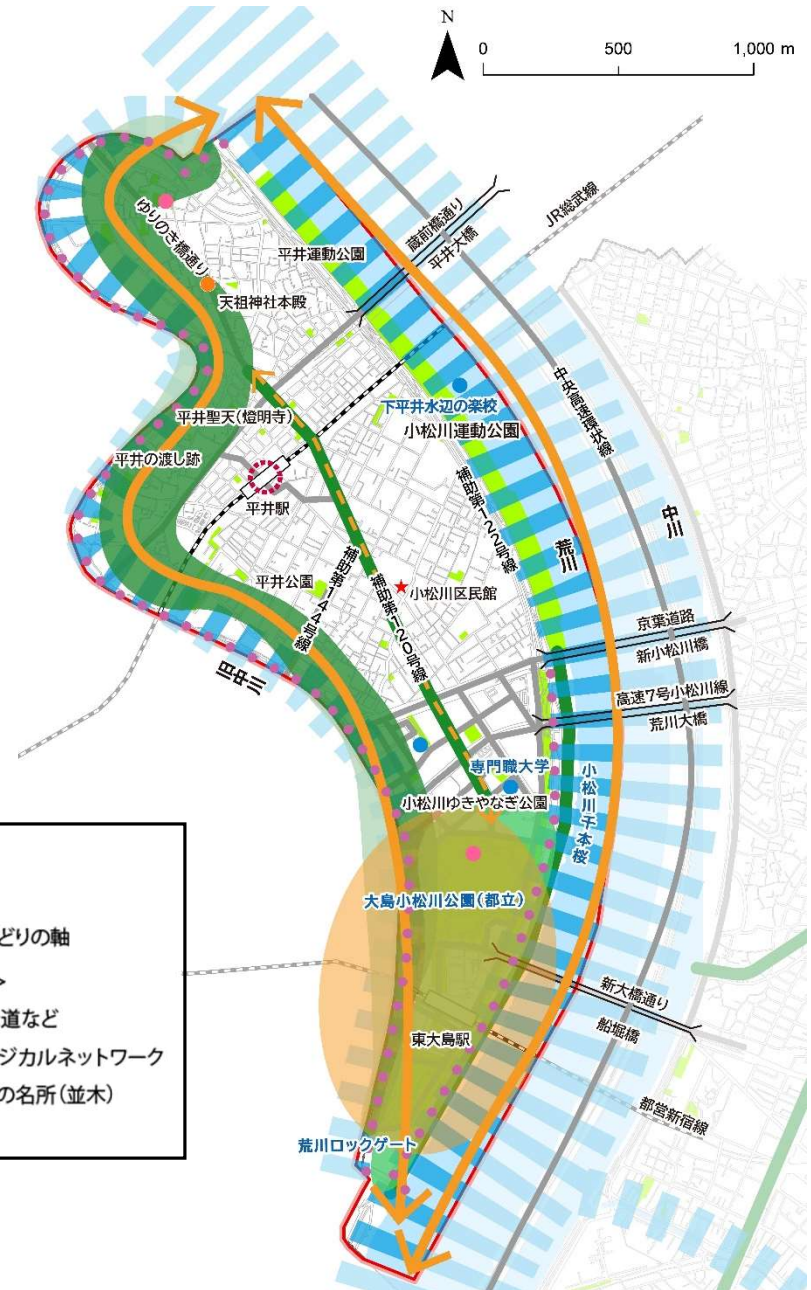 N
0 500 1,000 m
JR総武線
蔵前橋通り
平井大橋
ゆりのき橋通り
平井運動公園
天祖神社本殿
中央高速環状線
下平井水辺の楽校
小松川運動公園
平井聖天(燈明寺)
平井の渡し跡
平井駅
補助第122号線
中川
荒川
平井公園
補助第144号線
補助第120号線
小松川区民館
旧中川
京葉道路
新小松川橋
高速7号小松川線
荒川大橋
専門職大学
小松川千本桜
小松川ゆきやなぎ公園
大島小松川公園(都立)
どりの軸
>
道など
ジカルネットワーク
の名所(並木)
新大橋通り
船堀橋
東大島駅
都営新宿線
荒川ロックゲート